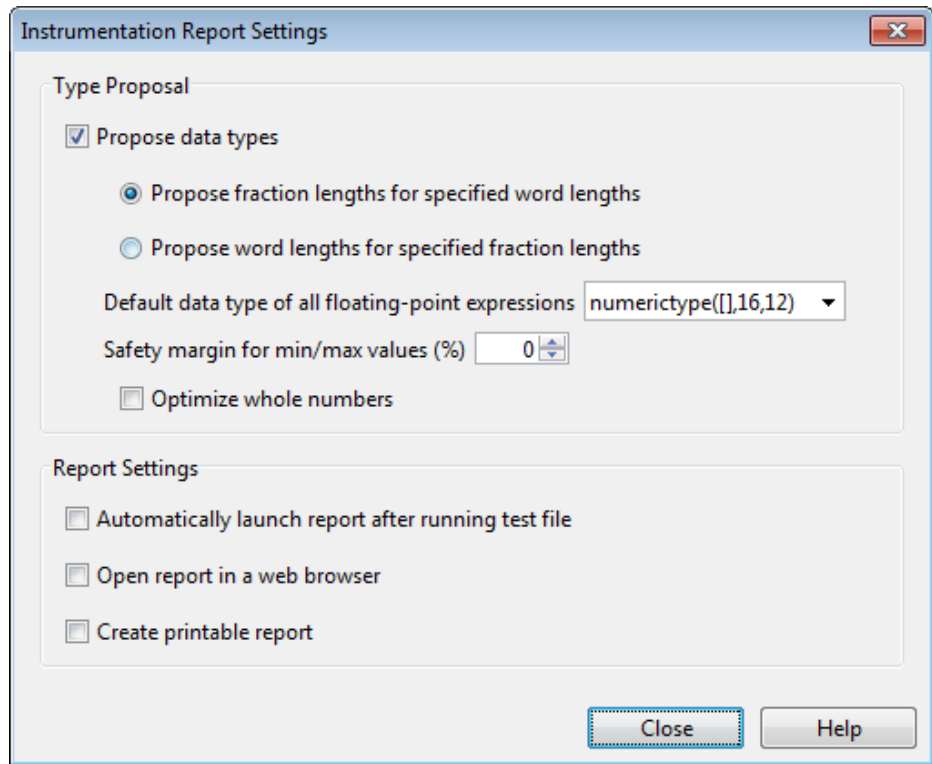 Instrumentation Report Settings
Type Proposal
Propose data types
Propose fraction lengths for specified word lengths
Propose word lengths for specified fraction lengths
Default data type of all floating-point expressions numerictype([],16,12)
Safety margin for min/max values (%) 0
Optimize whole numbers
Report Settings
Automatically launch report after running test file
Open report in a web browser
Create printable report
Close Help